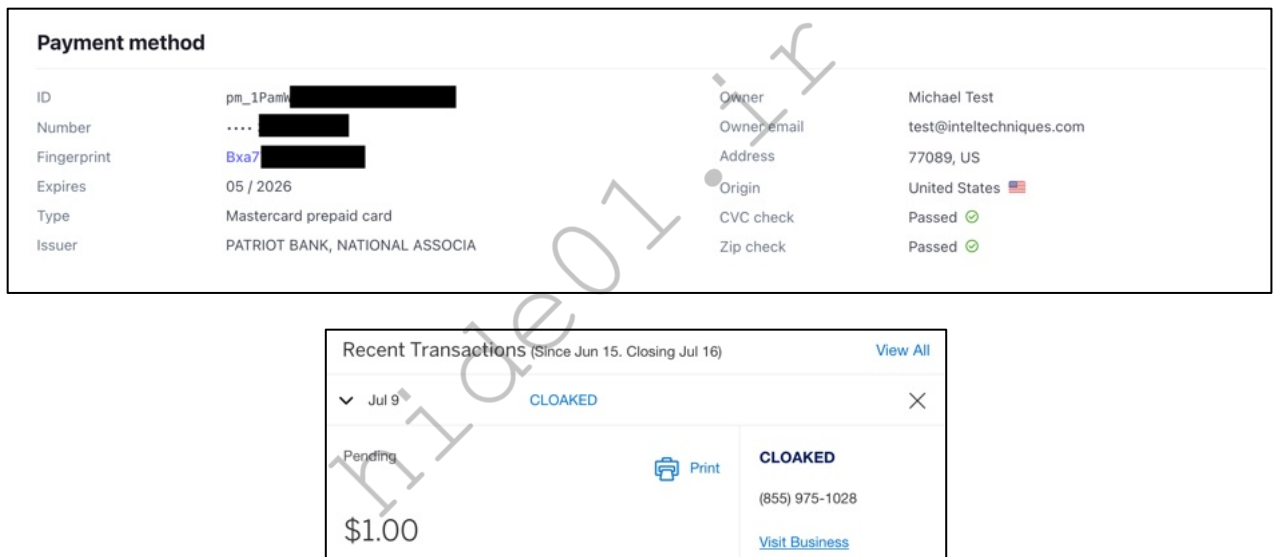 Payment method
ID pm_1PamW Owner Michael Test
Number .... Owner email test@inteltechniques.com
Fingerprint Bxa7 Address 77089, US
Expires 05 / 2026 Origin United States
Type Mastercard prepaid card CVC check Passed
Issuer PATRIOT BANK, NATIONAL ASSOCIA Zip check Passed
hide01.ir
Recent Transactions (Since Jun 15. Closing Jul 16) View All
Jul 9 CLOAKED
Pending Print CLOAKED
(855) 975-1028
$1.00 Visit Business